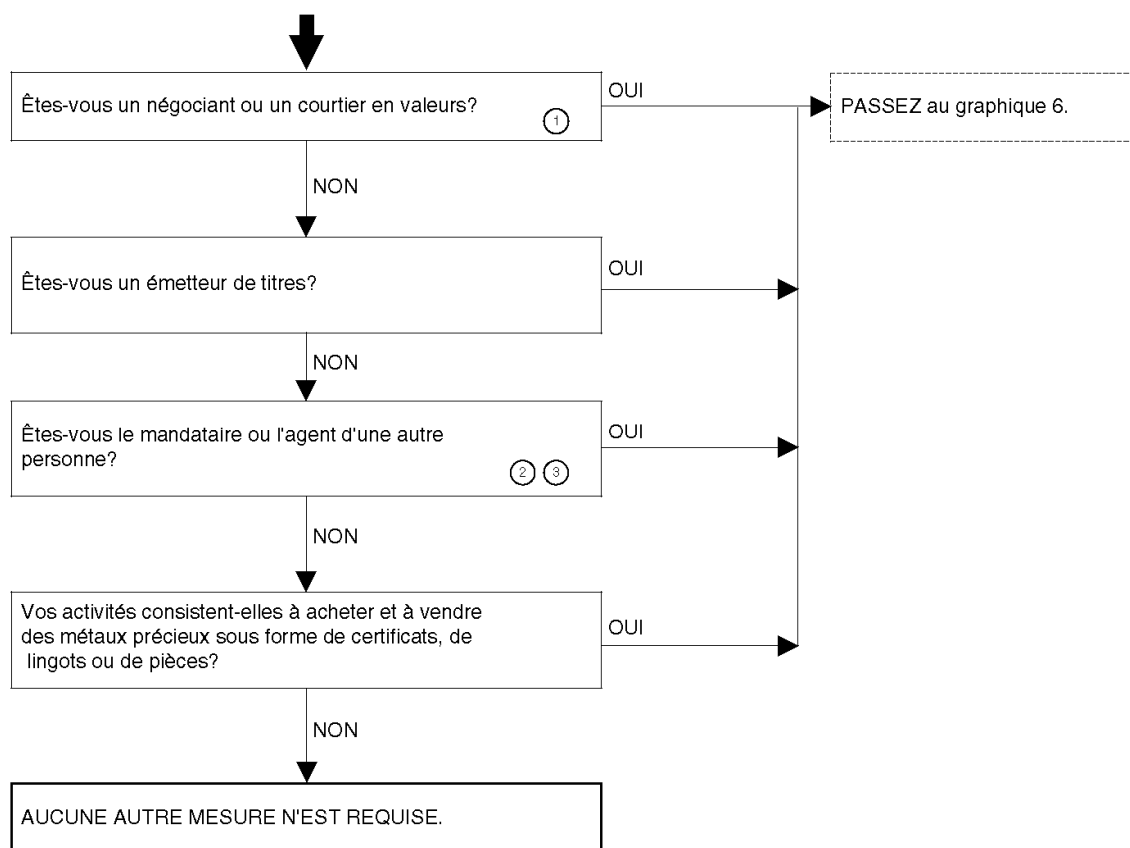 Êtes-vous un négociant ou un courtier en valeurs?
1
OUI
PASSEZ au graphique 6.
NON
Êtes-vous un émetteur de titres?
OUI
NON
Êtes-vous le mandataire ou l'agent d'une autre
personne?
2 3
OUI
NON
Vos activités consistent-elles à acheter et à vendre
des métaux précieux sous forme de certificats, de
lingots ou de pièces?
OUI
NON
AUCUNE AUTRE MESURE N'EST REQUISE.